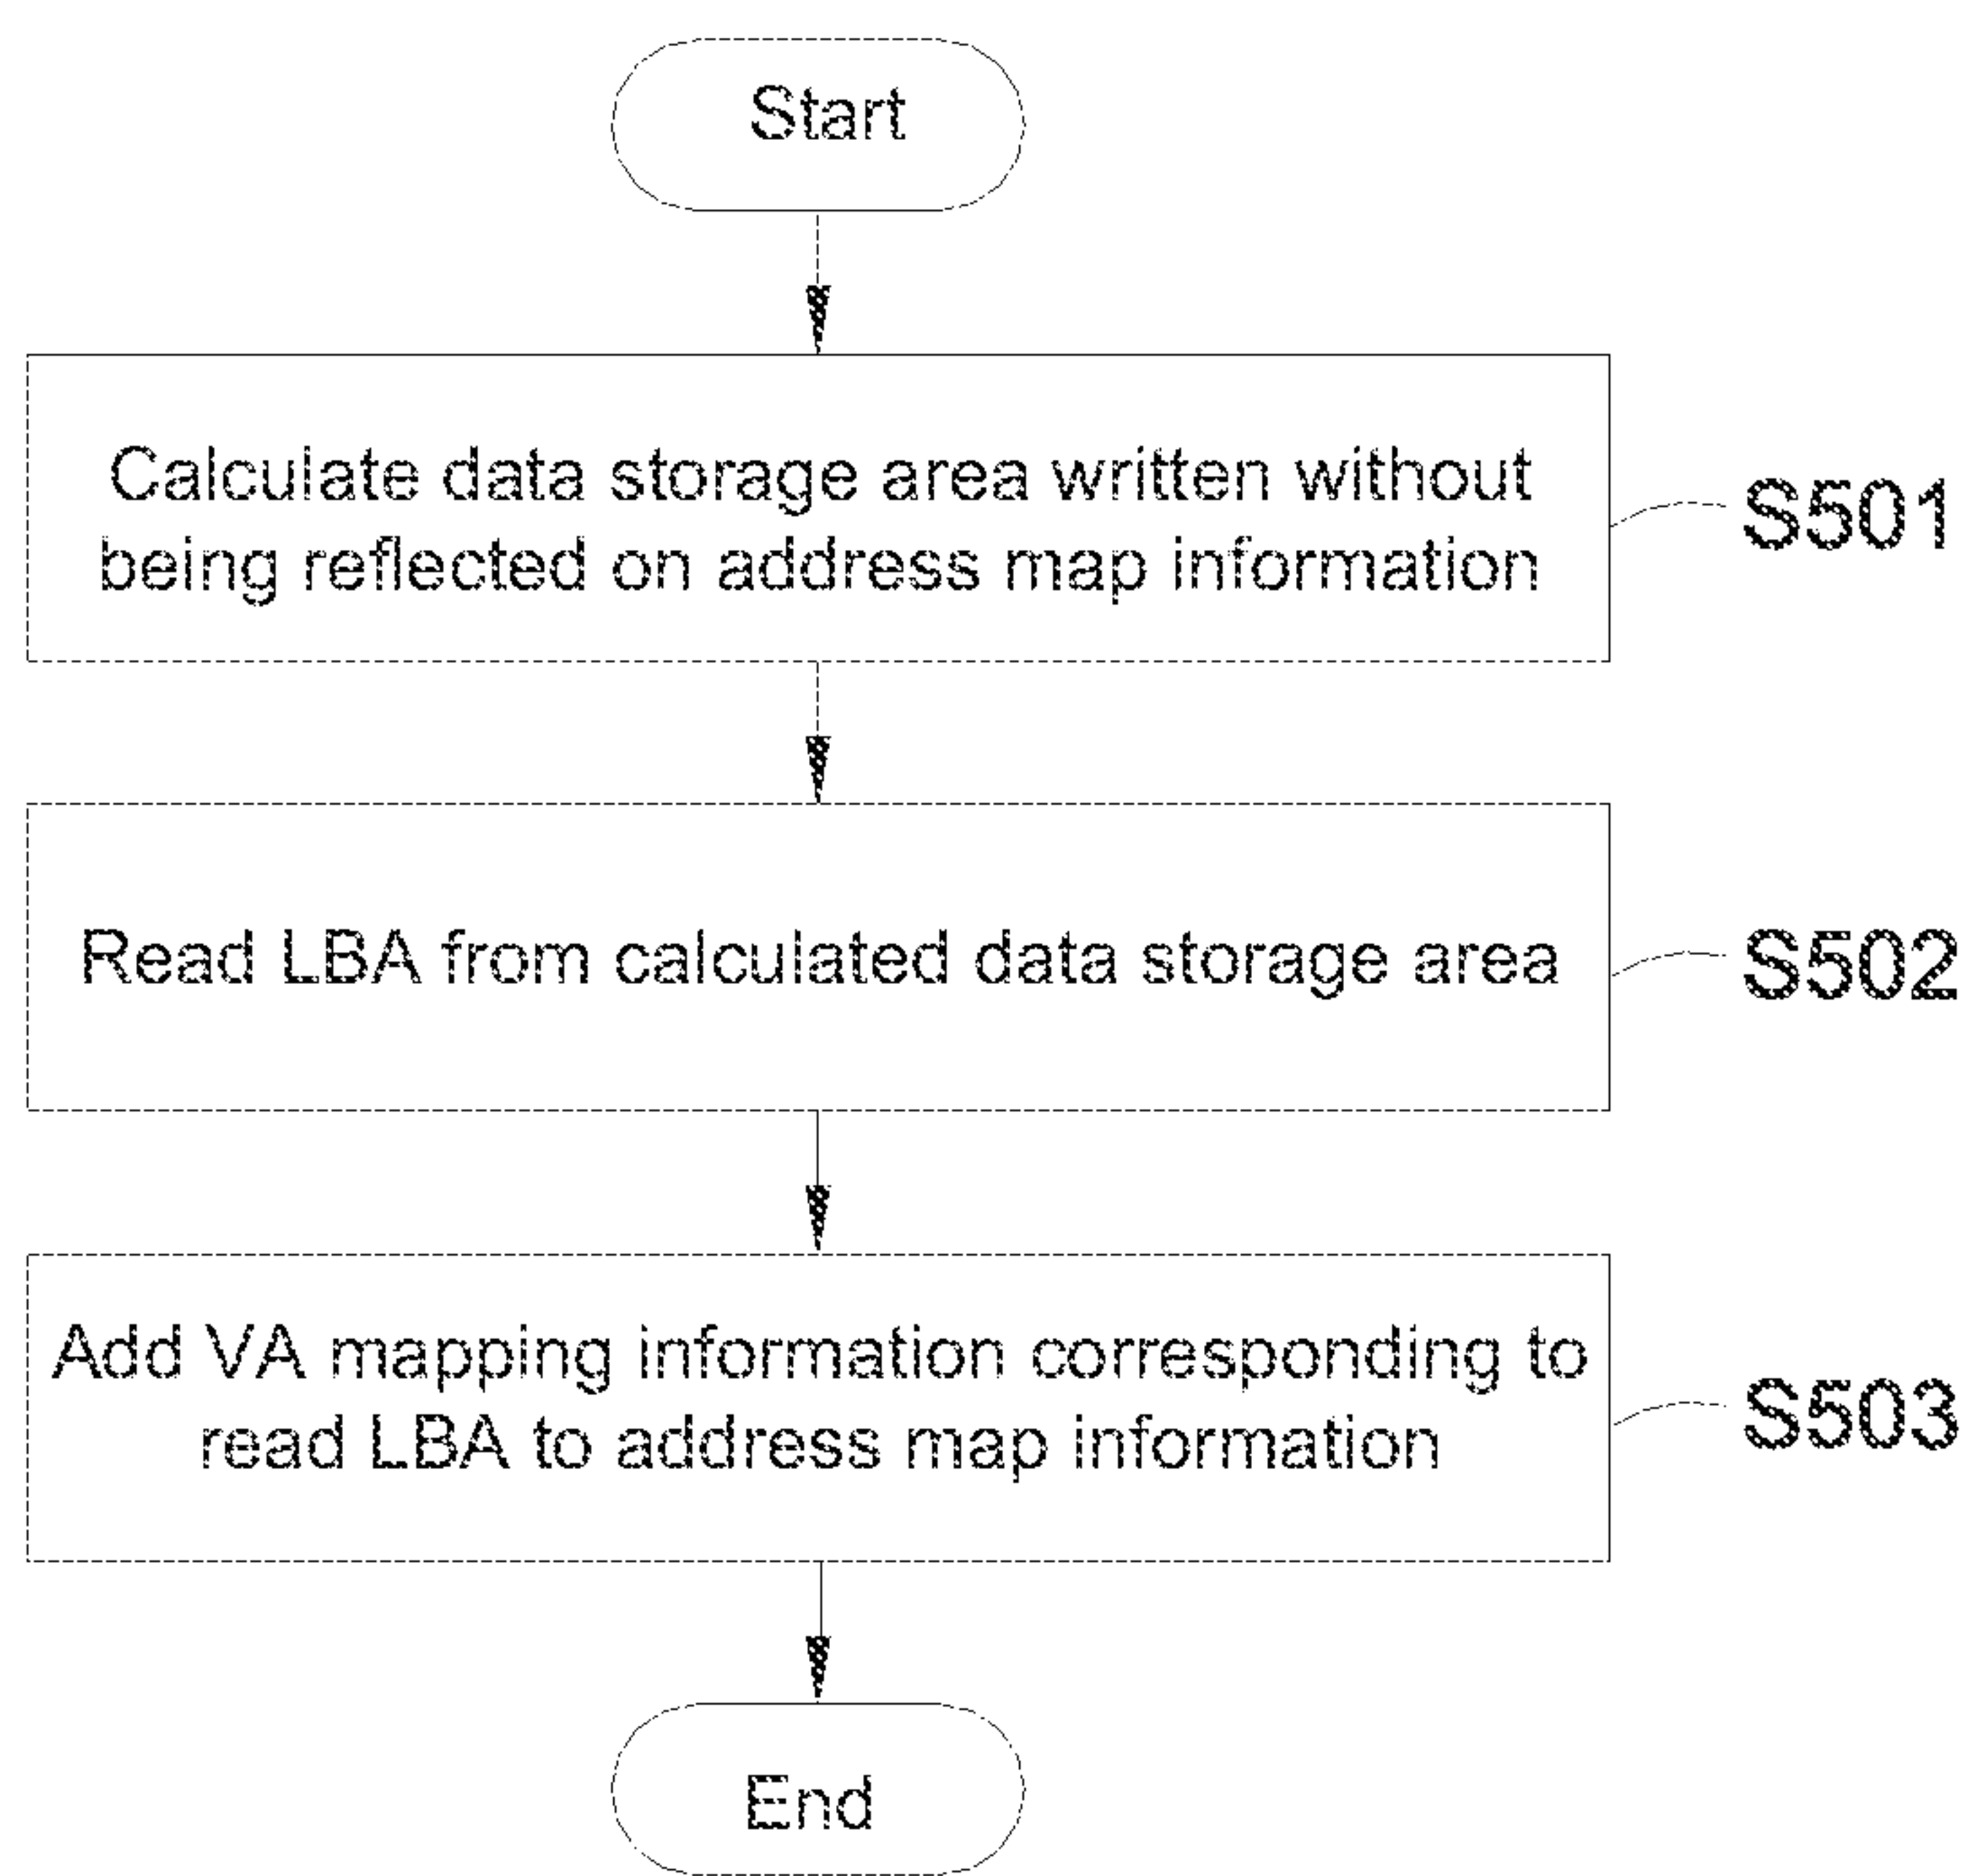 Start
Calculate data storage area written without
being reflected on address map information
S501
Read LBA from calculated data storage area
S502
Add VA mapping information corresponding to
read LBA to address map information
S503
End